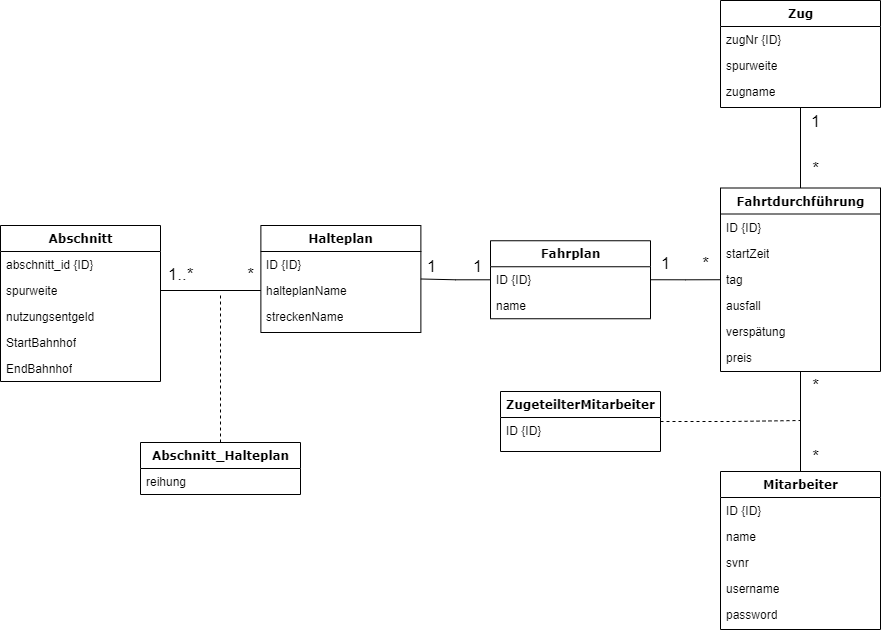 Zug
zugNr {ID}
spurweite
zugname
1
*
Fahrtdurchführung
ID {ID}
startZeit
tag
ausfall
verspätung
preis
Abschnitt
abschnitt_id {ID}
spurweite
nutzungsentgeld
StartBahnhof
EndBahnhof
1..*
*
Halteplan
ID {ID}
halteplanName
streckenName
1
1
Fahrplan
ID {ID}
name
1
*
*
ZugeteilterMitarbeiter
ID {ID}
Abschnitt_Halteplan
reihung
*
Mitarbeiter
ID {ID}
name
svnr
username
password